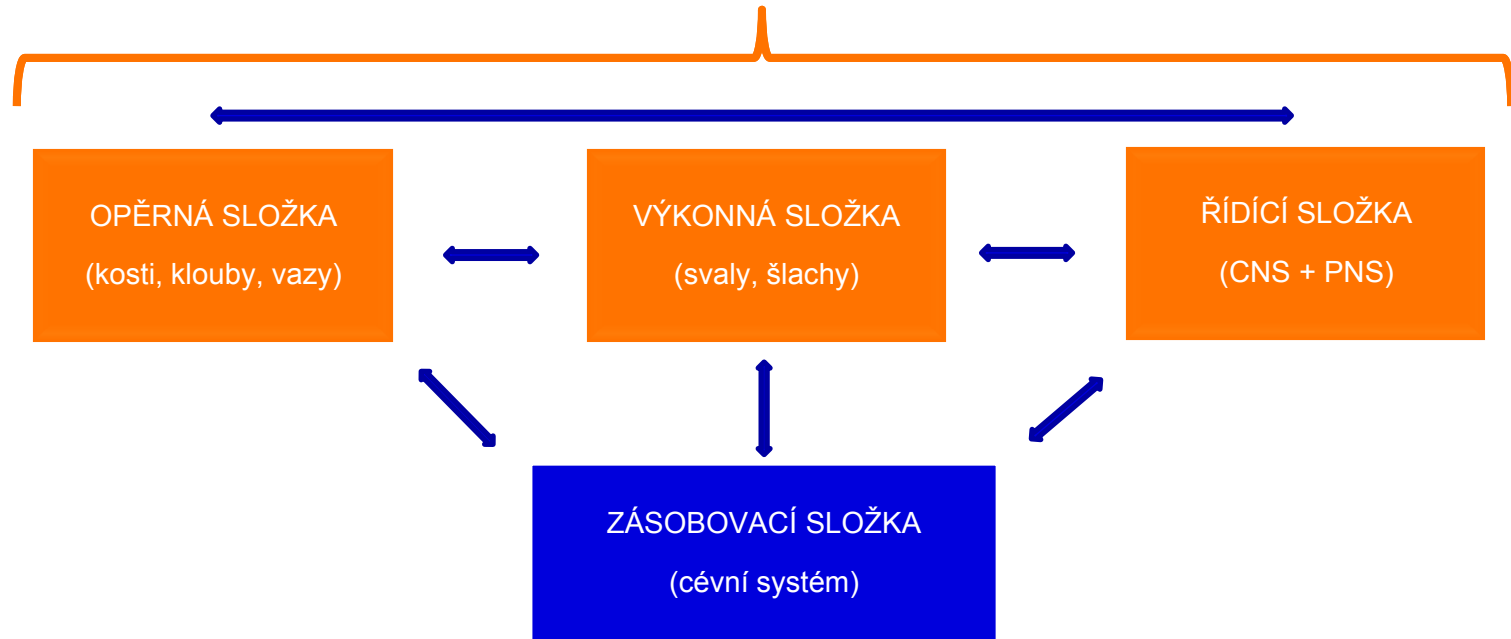 OPĚRNÁ SLOŽKA
(kosti, klouby, vazy)
VÝKONNÁ SLOŽKA
(svaly, šlachy)
ŘÍDÍCÍ SLOŽKA
(CNS + PNS)
ZÁSOBOVACÍ SLOŽKA
(cévní systém)